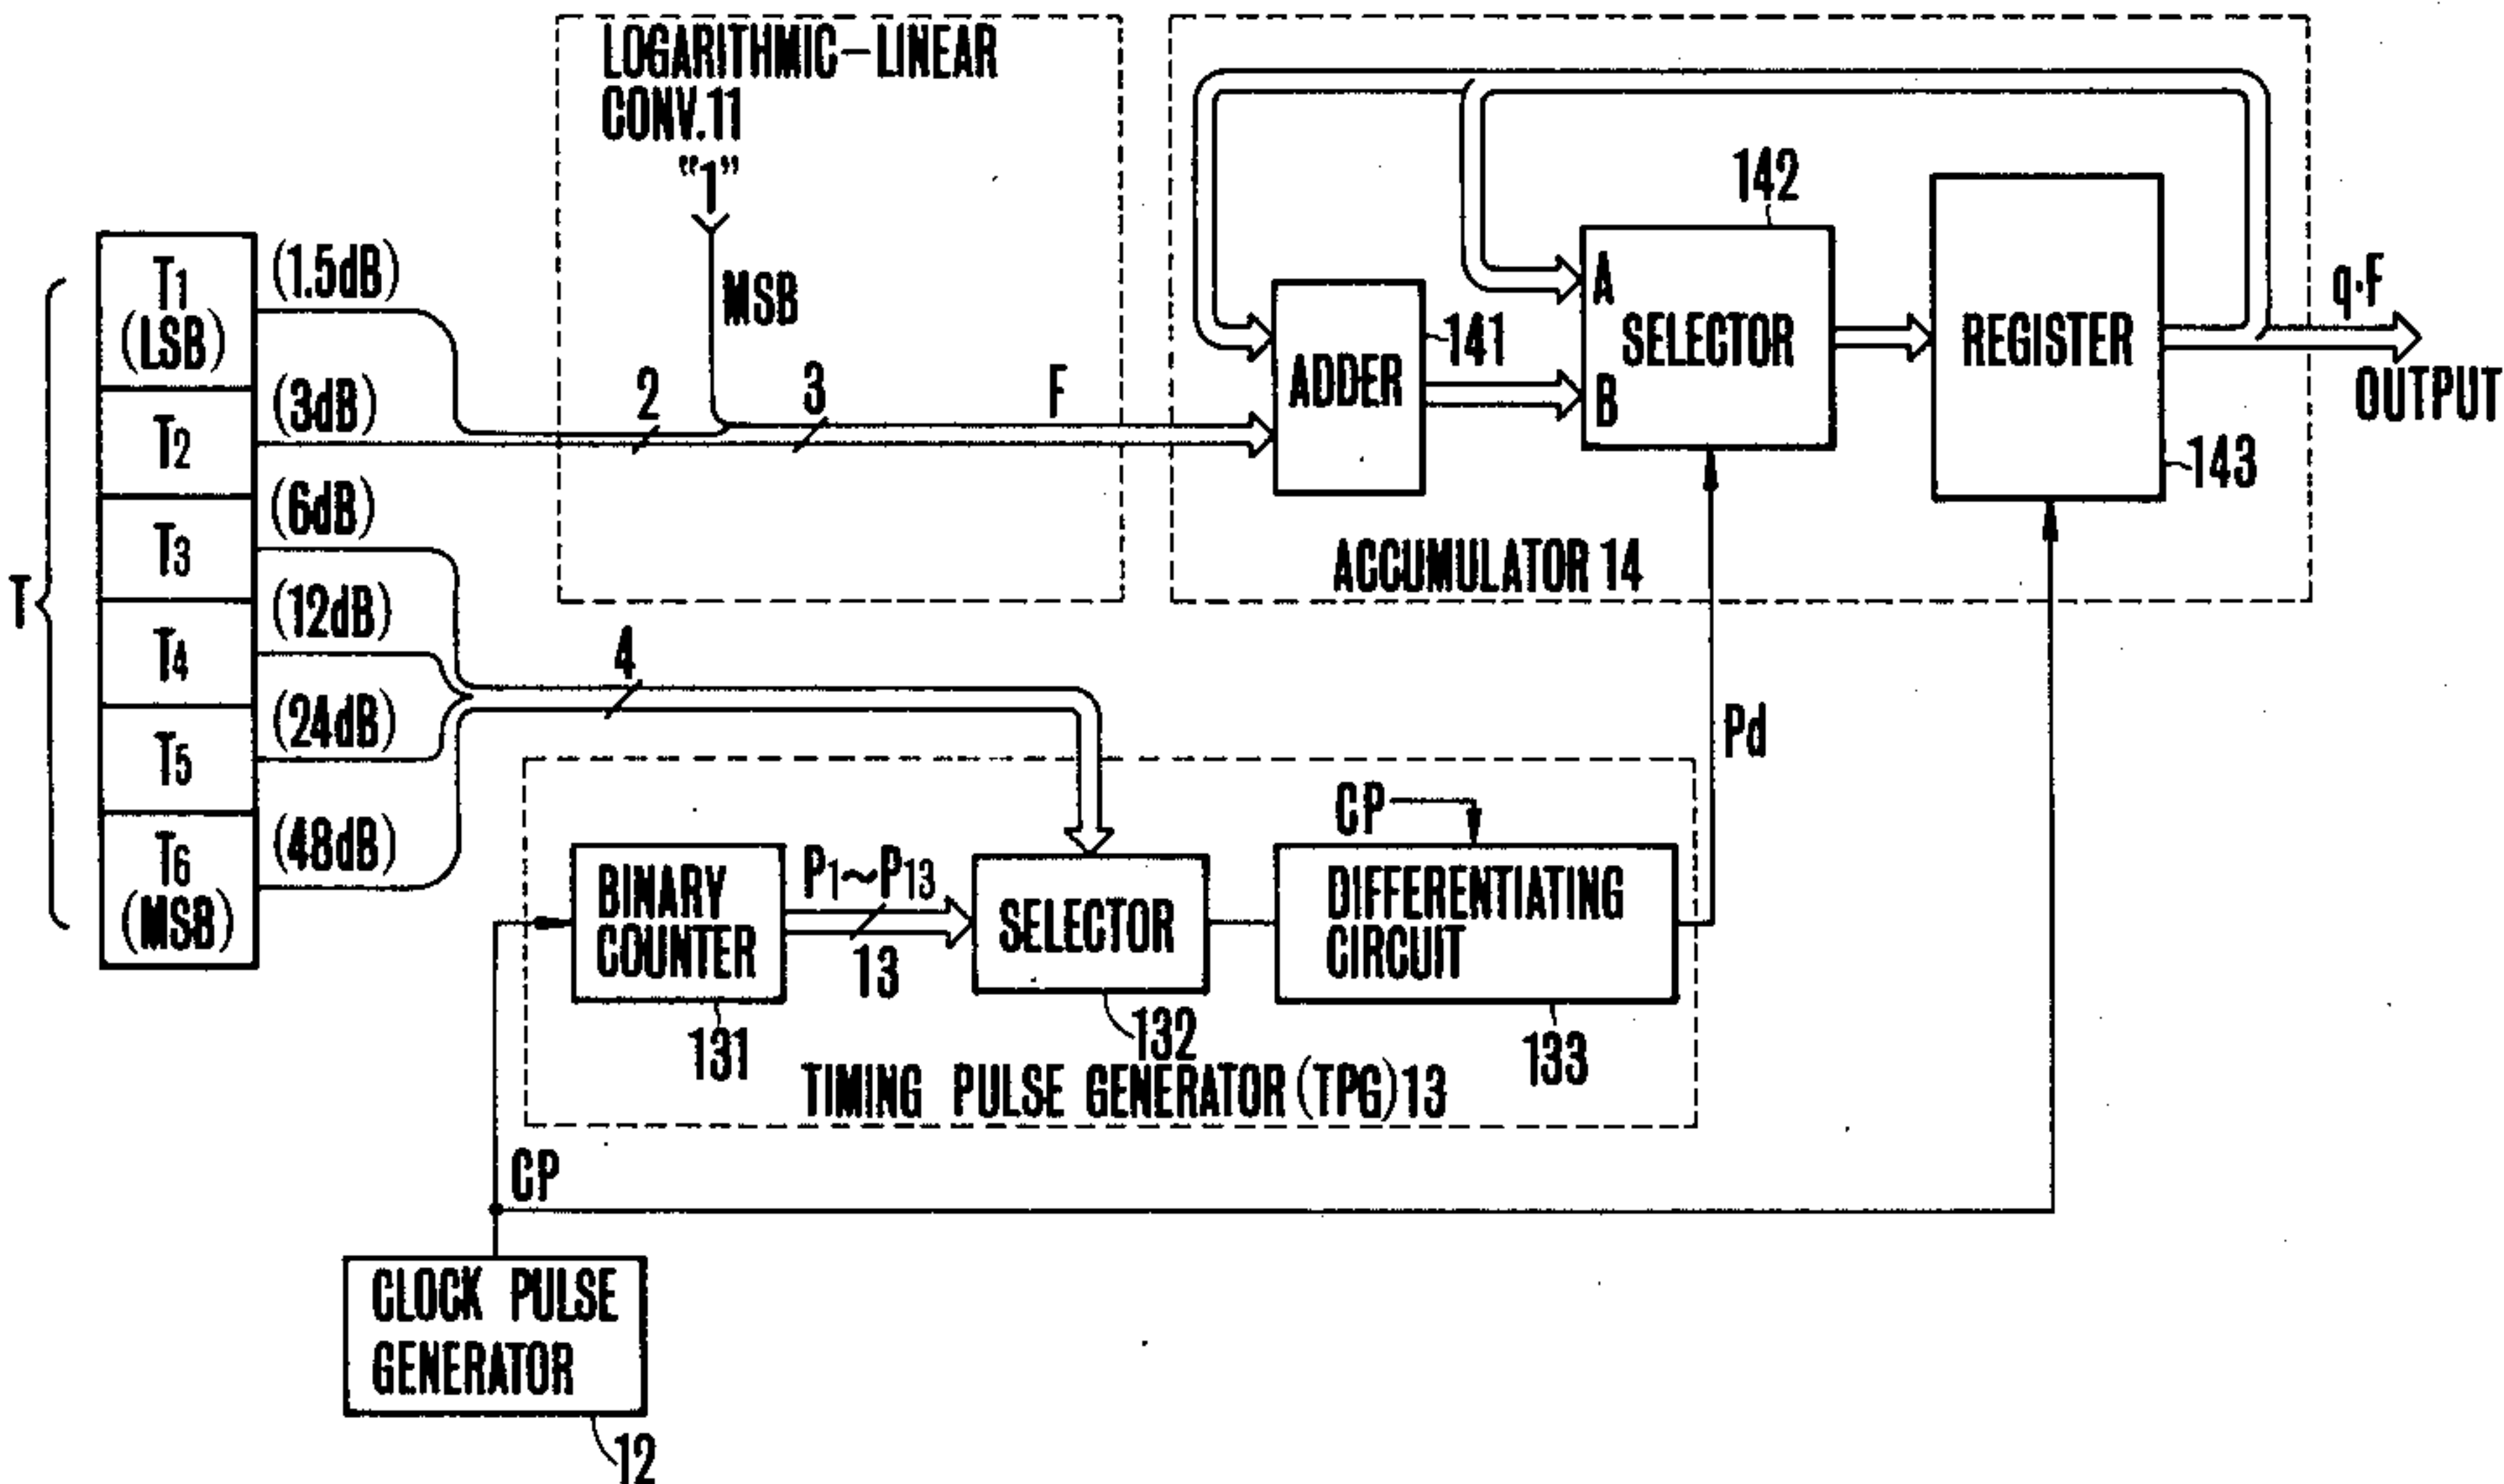 LOGARITHMIC-LINEAR
CONV.11
"1"
MSB
T
T1
(LSB)
T2
T3
T4
T5
T6
(MSB)
(1.5dB)
(3dB)
(6dB)
(12dB)
(24dB)
(48dB)
2
3
F
4
ADDER
141
A
B
SELECTOR
142
REGISTER
143
q·F
OUTPUT
ACCUMULATOR 14
Pd
CP
BINARY
COUNTER
131
P1~P13
13
SELECTOR
132
DIFFERENTIATING
CIRCUIT
133
TIMING PULSE GENERATOR (TPG)13
CP
CLOCK PULSE
GENERATOR
12